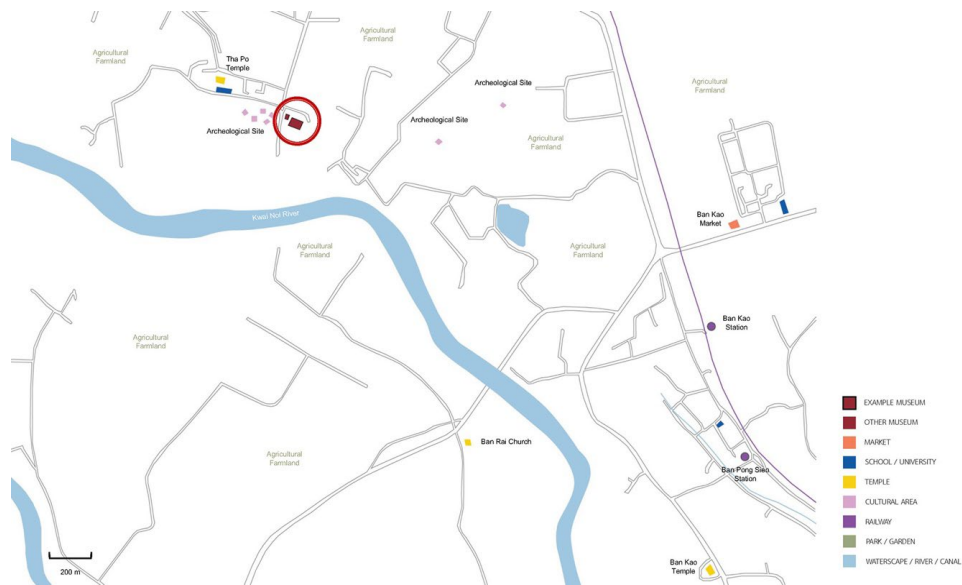 Agricultural
Farmland
Agricultural
Farmland
Tha Po
Temple
Archeological Site
Archeological Site
Archeological Site
Agricultural
Farmland
Agricultural
Farmland
Kwai Noi River
Ban Kao
Market
Agricultural
Farmland
Agricultural
Farmland
Agricultural
Farmland
Ban Kao
Station
Ban Rai Church
Agricultural
Farmland
Ban Pong Sieo
Station
Ban Kao
Temple
200 m
EXAMPLE MUSEUM
OTHER MUSEUM
MARKET
SCHOOL / UNIVERSITY
TEMPLE
CULTURAL AREA
RAILWAY
PARK / GARDEN
WATERSCAPE / RIVER / CANAL